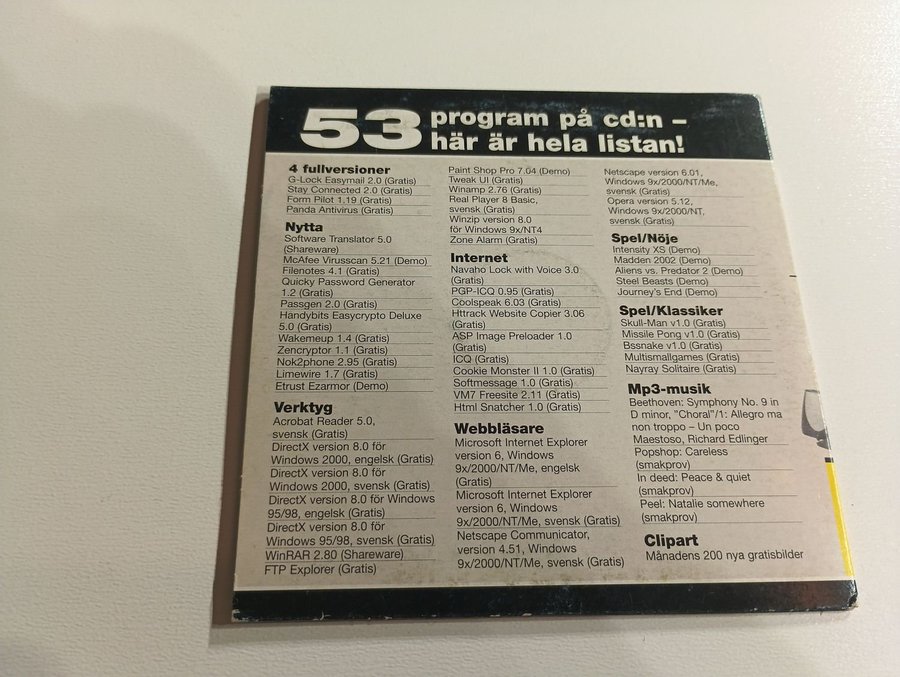 53 program på cd:n –
här är hela listan!
4 fullversioner
G-Lock Easymail 2.0 (Gratis)
Stay Connected 2.0 (Gratis)
Form Pilot 1.19 (Gratis)
Panda Antivirus (Gratis)
Nytta
Software Translator 5.0
(Shareware)
McAfee Virusscan 5.21 (Demo)
Filenotes 4.1 (Gratis)
Quicky Password Generator
1.2 (Gratis)
Passgen 2.0 (Gratis)
Handybits Easycrypto Deluxe
5.0 (Gratis)
Wakemeup 1.4 (Gratis)
Zencryptor 1.1 (Gratis)
Nok2phone 2.95 (Gratis)
Limewire 1.7 (Gratis)
Etrust Ezarmor (Demo)
Verktyg
Acrobat Reader 5.0,
svensk (Gratis)
DirectX version 8.0 för
Windows 2000, engelsk (Gratis)
DirectX version 8.0 för
Windows 2000, svensk (Gratis)
DirectX version 8.0 för Windows
95/98, engelsk (Gratis)
DirectX version 8.0 för
Windows 95/98, svensk (Gratis)
WinRAR 2.80 (Shareware)
FTP Explorer (Gratis)
Paint Shop Pro 7.04 (Demo)
Tweak UI (Gratis)
Winamp 2.76 (Gratis)
Real Player 8 Basic,
svensk (Gratis)
Winzip version 8.0
för Windows 9x/NT4
Zone Alarm (Gratis)
Internet
Navaho Lock with Voice 3.0
(Gratis)
PGP-ICQ 0.95 (Gratis)
Coolspeak 6.03 (Gratis)
Httrack Website Copier 3.06
(Gratis)
ASP Image Preloader 1.0
(Gratis)
ICQ (Gratis)
Cookie Monster II 1.0 (Gratis)
Softmessage 1.0 (Gratis)
VM7 Freesite 2.11 (Gratis)
Html Snatcher 1.0 (Gratis)
Webbläsare
Microsoft Internet Explorer
version 6, Windows
9x/2000/NT/Me, engelsk
(Gratis)
Microsoft Internet Explorer
version 6, Windows
9x/2000/NT/Me, svensk (Gratis)
Netscape Communicator,
version 4.51, Windows
9x/2000/NT/Me, svensk (Gratis)
Netscape version 6.01,
Windows 9x/2000/NT/Me,
svensk (Gratis)
Opera version 5.12,
Windows 9x/2000/NT,
svensk (Gratis)
Spel/Nöje
Intensity XS (Demo)
Madden 2002 (Demo)
Aliens vs. Predator 2 (Demo)
Steel Beasts (Demo)
Journey's End (Demo)
Spel/Klassiker
Skull-Man v1.0 (Gratis)
Missile Pong v1.0 (Gratis)
Bssnake v1.0 (Gratis)
Multismallgames (Gratis)
Nayray Solitaire (Gratis)
Mp3-musik
Beethoven: Symphony No. 9 in
D minor, "Choral"/1: Allegro ma
non troppo – Un poco
Maestoso, Richard Edlinger
Popshop: Careless
(smakprov)
In deed: Peace & quiet
(smakprov)
Peel: Natalie somewhere
(smakprov)
Clipart
Månadens 200 nya gratisbilder